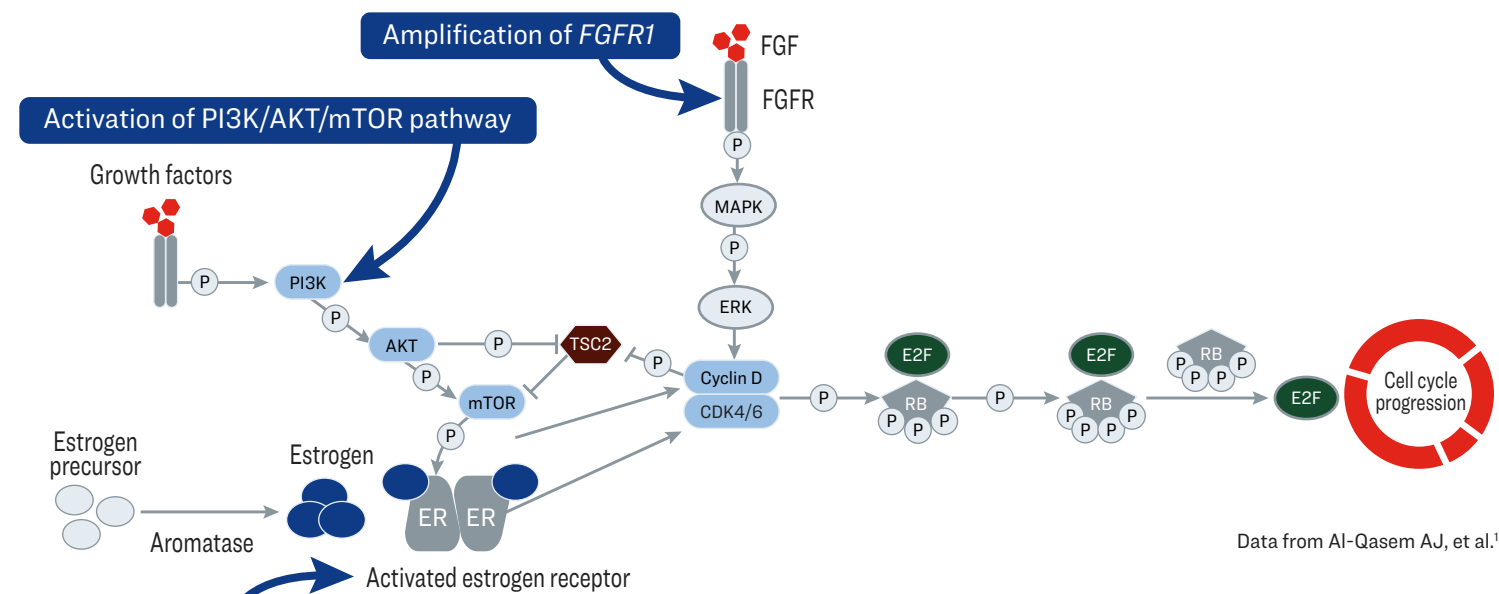 Amplification of FGFR1
FGF
FGFR
Activation of PI3K/AKT/mTOR pathway
P
Growth factors
MAPK
P
P
PI3K
P
ERK
AKT
P
TSC2
P
E2F
E2F
RB
P
P
P
P
P
Cyclin D
CDK4/6
mTOR
P
RB
P
P
P
P
P
RB
P
P
P
P
P
E2F
Cell cycle
progression
P
Estrogen
precursor
Estrogen
ER
ER
Aromatase
Activated estrogen receptor
Data from Al-Qasem AJ, et al.¹